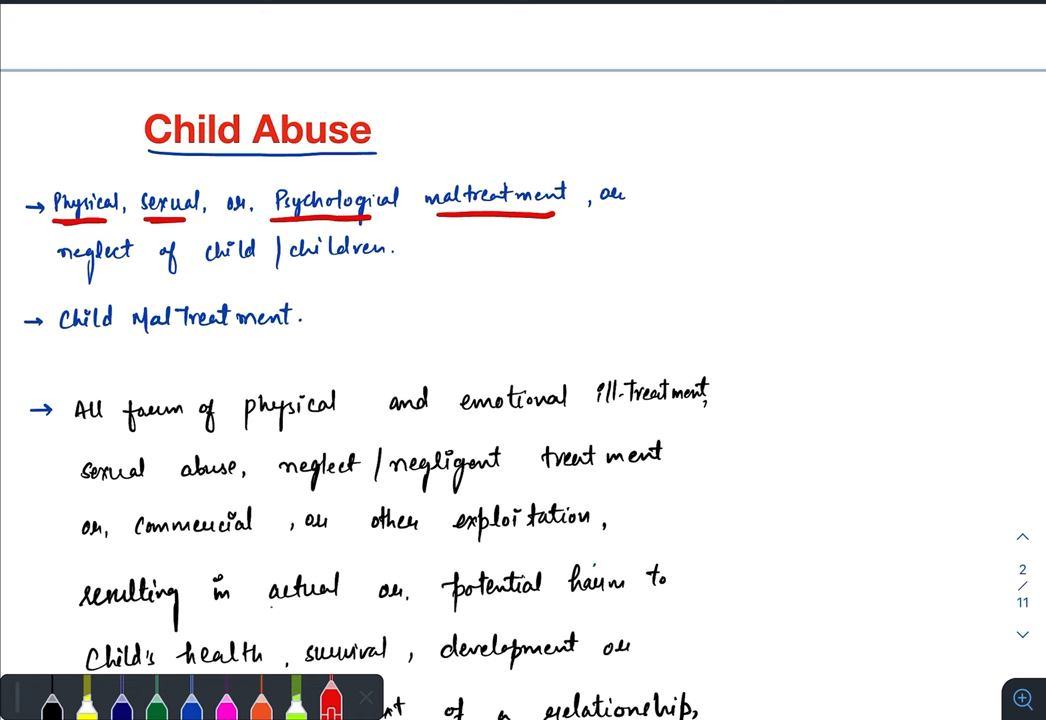 Child Abuse
→ Physical, sexual, or, Psychological maltreatment, or
neglect of child / children.
→ Child MalTreatment.
→ All form of physical and emotional ill-Treatment,
sexual abuse, neglect / negligent treatment
or, commercial, or other exploitation,
resulting in actual or, potential harm to
Child's health, survival, development or
of a relationship,
2
/
11